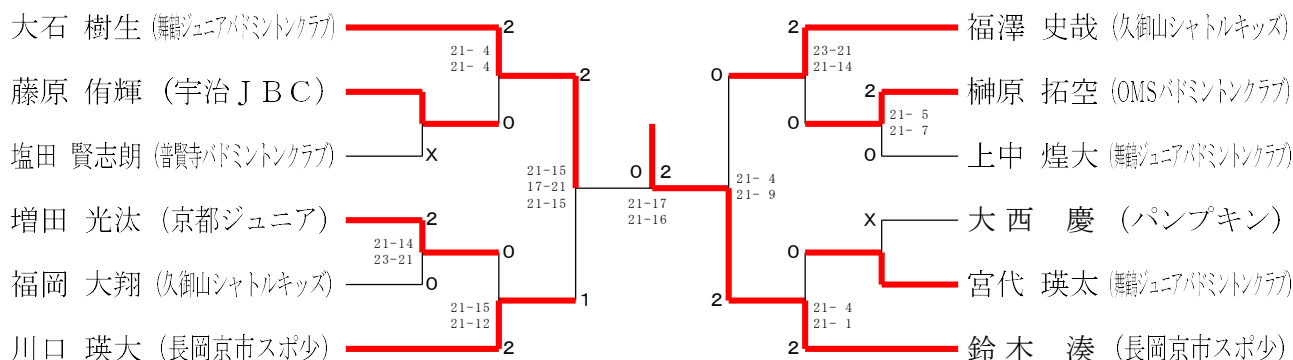 大石 樹生 (舞鶴ジュニアバドミントンクラブ)
藤原 侑輝 (宇治ＪＢＣ)
塩田 賢志朗 (普賢寺バドミントンクラブ)
増田 光汰 (京都ジュニア)
福岡 大翔 (久御山シャトルキッズ)
川口 瑛大 (長岡京市スポ少)
2
21- 4
21- 4
2
0
X
21-15
17-21
21-15
2
21-14
23-21
0
0
21-15
21-12
1
2
0 2
21-17
21-16
2
23-21
21-14
0
2
21- 5
21- 7
0
0
21- 4
21- 9
X
0
2
21- 4
21- 1
2
福澤 史哉 (久御山シャトルキッズ)
榊原 拓空 (OMSバドミントンクラブ)
上中 煌大 (舞鶴ジュニアバドミントンクラブ)
大西 慶 (パンプキン)
宮代 瑛太 (舞鶴ジュニアバドミントンクラブ)
鈴木 湊 (長岡京市スポ少)